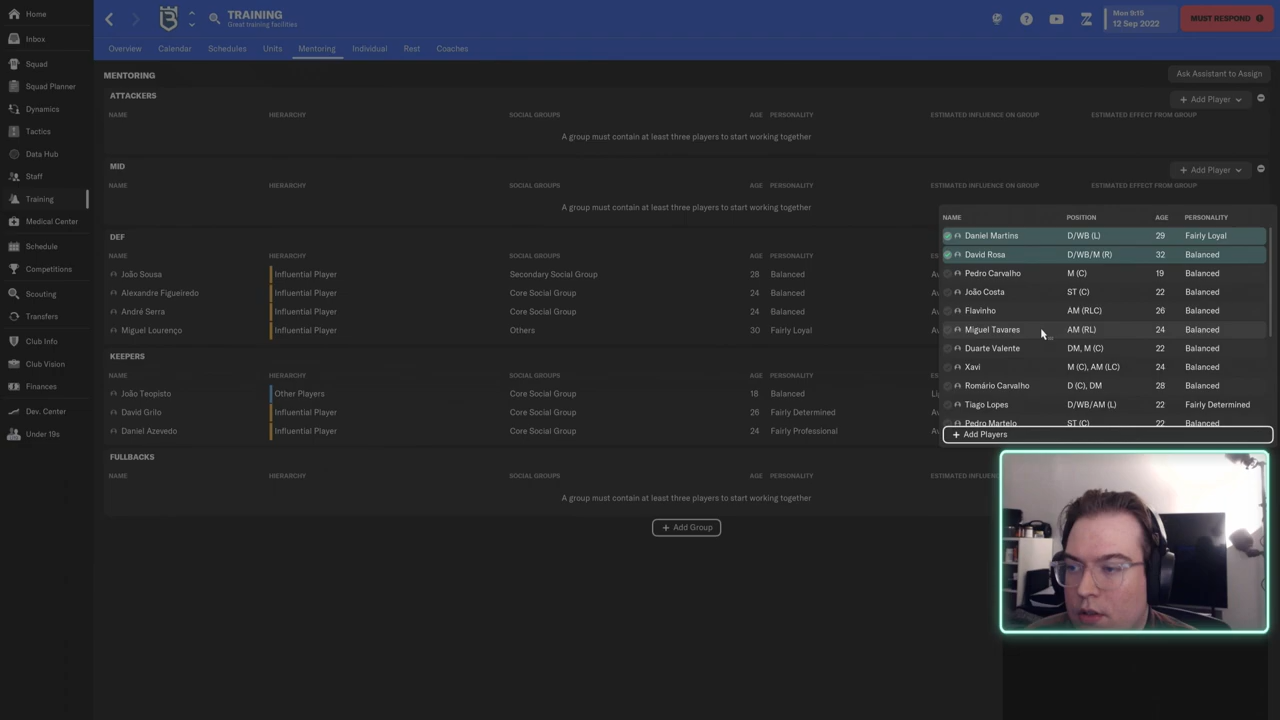 Home
Inbox
Squad
Squad Planner
Dynamics
Tactics
Data Hub
Staff
Training
Medical Center
Schedule
Competitions
Scouting
Transfers
Club Info
Club Vision
Finances
Dev. Center
Under 19s
TRAINING
Great training facilities
Mon 9:15
12 Sep 2022
MUST RESPOND
Overview Calendar Schedules Units Mentoring Individual Rest Coaches
MENTORING
Ask Assistant to Assign
ATTACKERS
+ Add Player
NAME HIERARCHY SOCIAL GROUPS AGE PERSONALITY ESTIMATED INFLUENCE ON GROUP ESTIMATED EFFECT FROM GROUP
A group must contain at least three players to start working together
MID
+ Add Player
NAME HIERARCHY SOCIAL GROUPS AGE PERSONALITY ESTIMATED INFLUENCE ON GROUP ESTIMATED EFFECT FROM GROUP
A group must contain at least three players to start working together
DEF
NAME HIERARCHY SOCIAL GROUPS AGE PERSONALITY
João Sousa Influential Player Secondary Social Group 28 Balanced
Alexandre Figueiredo Influential Player Core Social Group 24 Balanced
André Serra Influential Player Core Social Group 24 Balanced
Miguel Lourenço Influential Player Others 30 Fairly Loyal
KEEPERS
NAME HIERARCHY SOCIAL GROUPS AGE PERSONALITY
João Teopisto Other Players Core Social Group 18 Balanced
David Grilo Influential Player Core Social Group 26 Fairly Determined
Daniel Azevedo Influential Player Core Social Group 24 Fairly Professional
FULLBACKS
NAME HIERARCHY SOCIAL GROUPS AGE PERSONALITY ESTIMATED
A group must contain at least three players to start working together
+ Add Group
NAME POSITION AGE PERSONALITY
Daniel Martins D/WB (L) 29 Fairly Loyal
David Rosa D/WB/M (R) 32 Balanced
Pedro Carvalho M (C) 19 Balanced
João Costa ST (C) 22 Balanced
Flavinho AM (RLC) 26 Balanced
Miguel Tavares AM (RL) 24 Balanced
Duarte Valente DM, M (C) 22 Balanced
Xavi M (C), AM (LC) 24 Balanced
Romário Carvalho D (C), DM 28 Balanced
Tiago Lopes D/WB/AM (L) 22 Fairly Determined
Pedro Martelo ST (C) 22 Balanced
+ Add Players